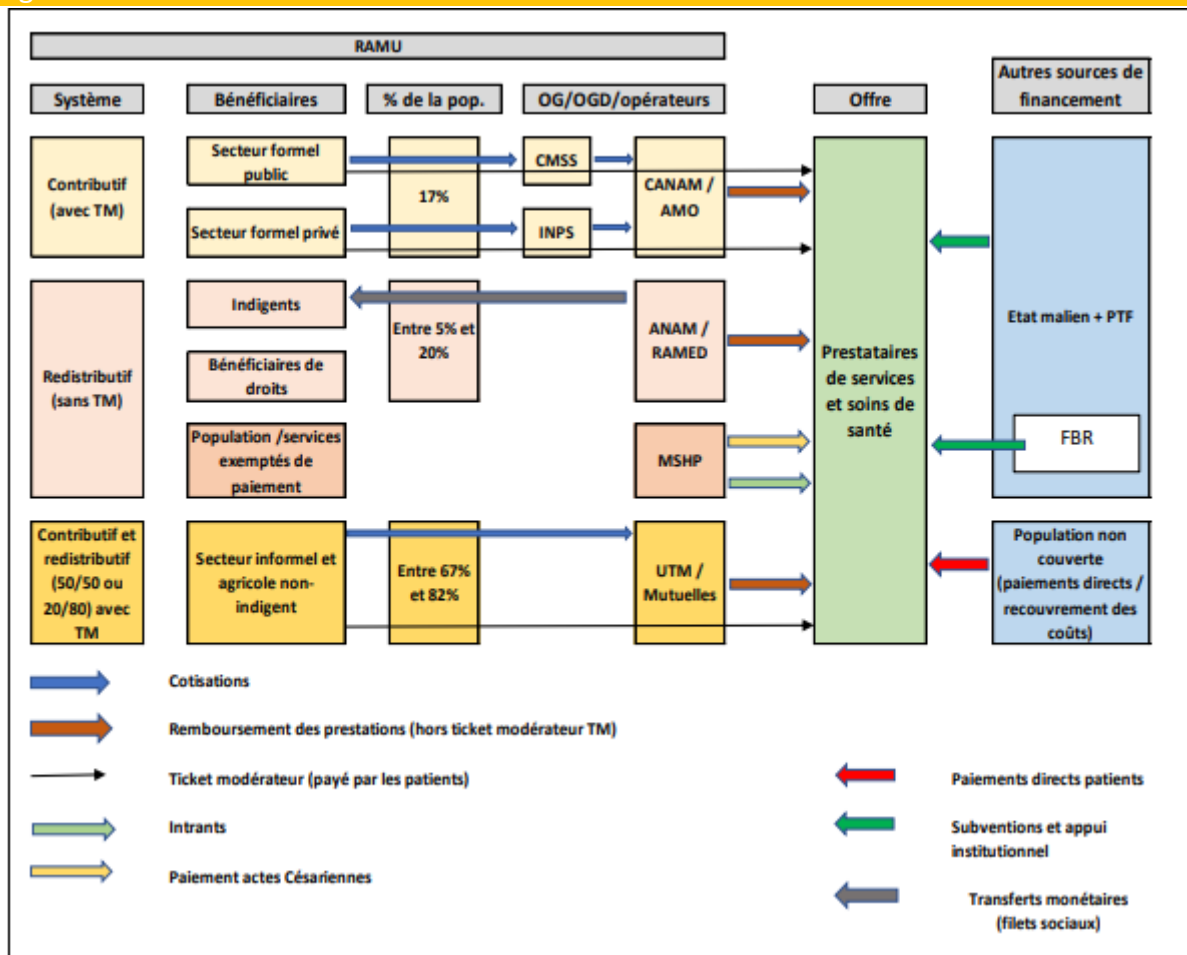 RAMU
Système
Bénéficiaires
% de la pop.
OG/OGD/opérateurs
Offre
Autres sources de
financement
Contributif
(avec TM)
Secteur formel
public
Secteur formel privé
17%
CMSS
INPS
CANAM /
AMO
Redistributif
(sans TM)
Indigents
Bénéficiaires de
droits
Population /services
exemptés de
paiement
Entre 5% et
20%
ANAM /
RAMED
MSHP
Contributif et
redistributif
(50/50 ou
20/80) avec
TM
Secteur informel et
agricole non-
indigent
Entre 67%
et 82%
UTM /
Mutuelles
Prestataires
de services
et soins de
santé
Etat malien + PTF
FBR
Population non
couverte
(paiements directs /
recouvrement des
coûts)
Cotisations
Remboursement des prestations (hors ticket modérateur TM)
Ticket modérateur (payé par les patients)
Intrants
Paiement actes Césariennes
Paiements directs patients
Subventions et appui
institutionnel
Transferts monétaires
(filets sociaux)